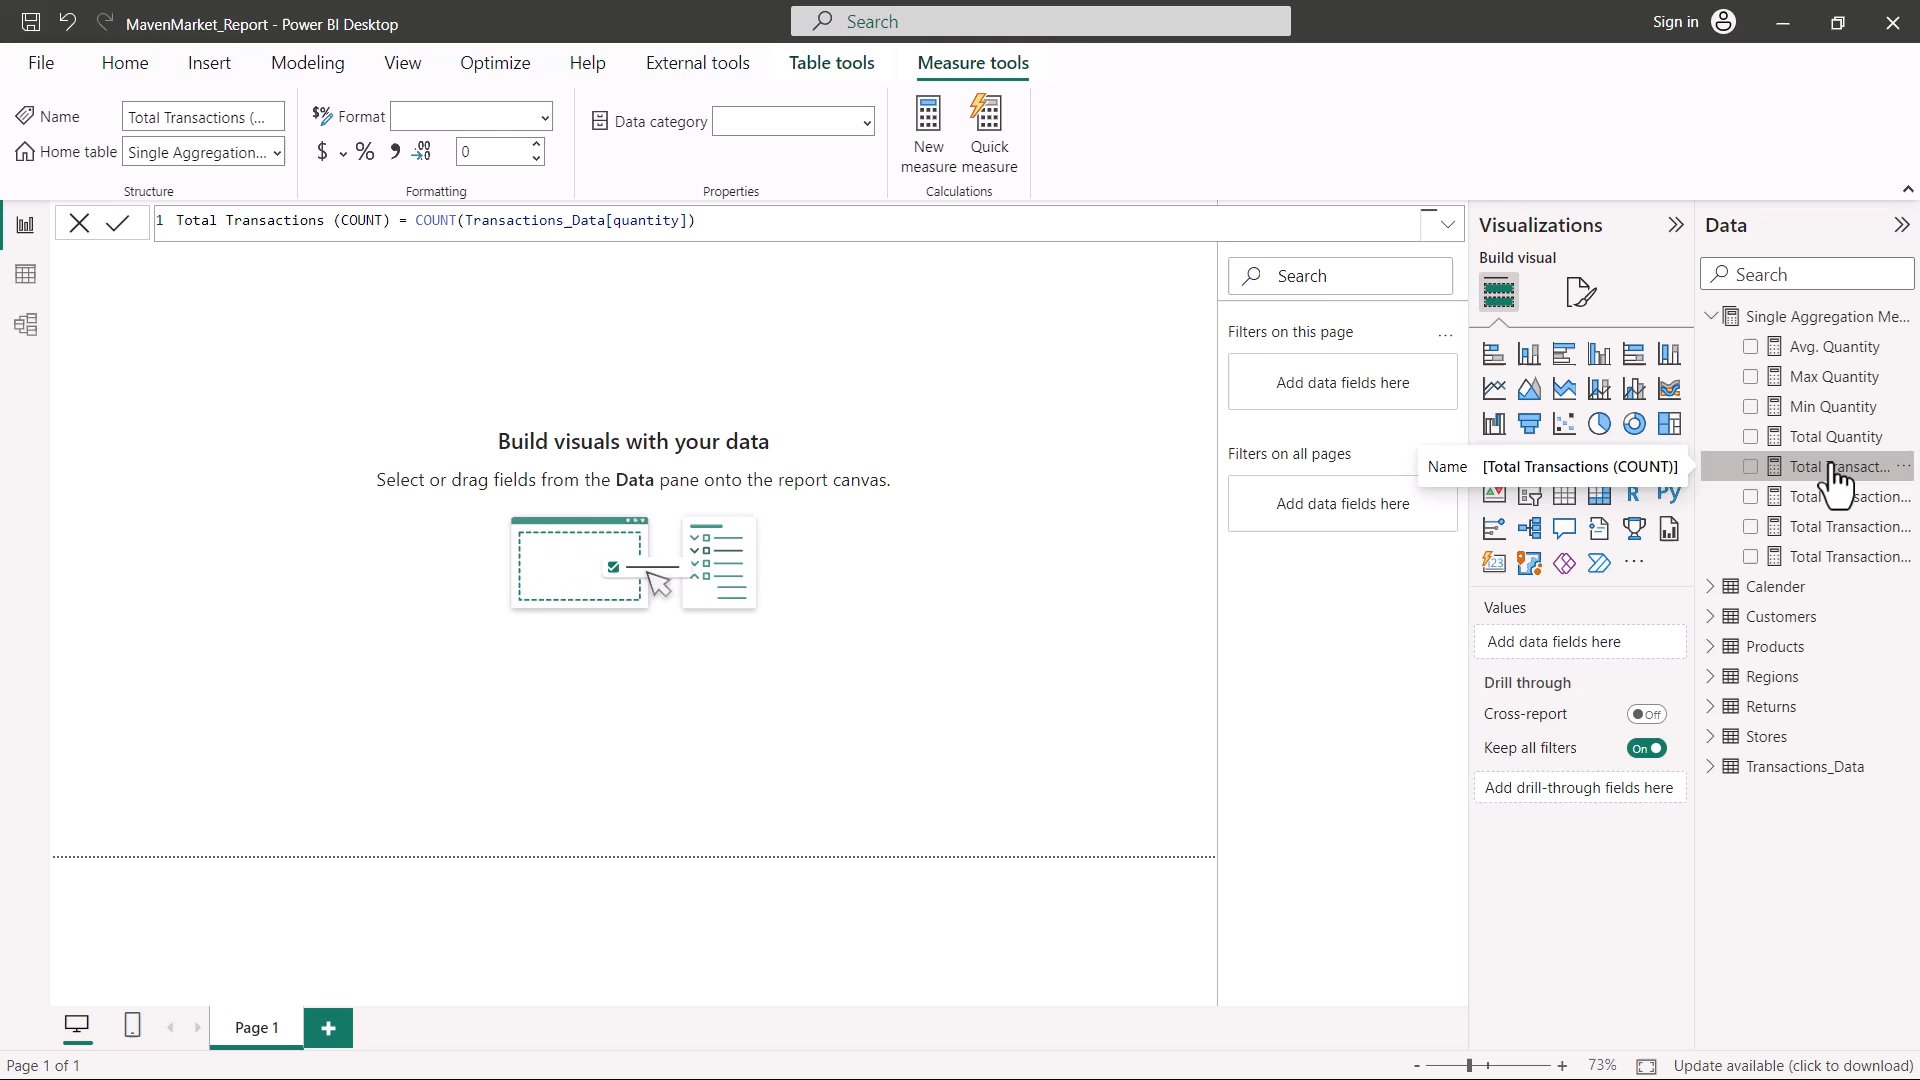 MavenMarket_Report - Power BI Desktop
Search
Sign in
File
Home
Insert
Modeling
View
Optimize
Help
External tools
Table tools
Measure tools
Name
Total Transactions (...
Home table
Single Aggregation...
Structure
$% Format
$ % , .00
0
Formatting
Data category
Properties
New measure
Quick measure
Calculations
1 Total Transactions (COUNT) = COUNT(Transactions_Data[quantity])
Build visuals with your data
Select or drag fields from the Data pane onto the report canvas.
Search
Filters on this page
...
Add data fields here
Filters on all pages
Add data fields here
Visualizations
Build visual
Name [Total Transactions (COUNT)]
R Py
123
...
Values
Add data fields here
Drill through
Cross-report
Off
Keep all filters
On
Add drill-through fields here
Data
Search
Single Aggregation Me...
Avg. Quantity
Max Quantity
Min Quantity
Total Quantity
Total Transact... ...
Total Transaction...
Total Transaction...
Calender
Customers
Products
Regions
Returns
Stores
Transactions_Data
Page 1
+
Page 1 of 1
- + 73%
Update available (click to download)